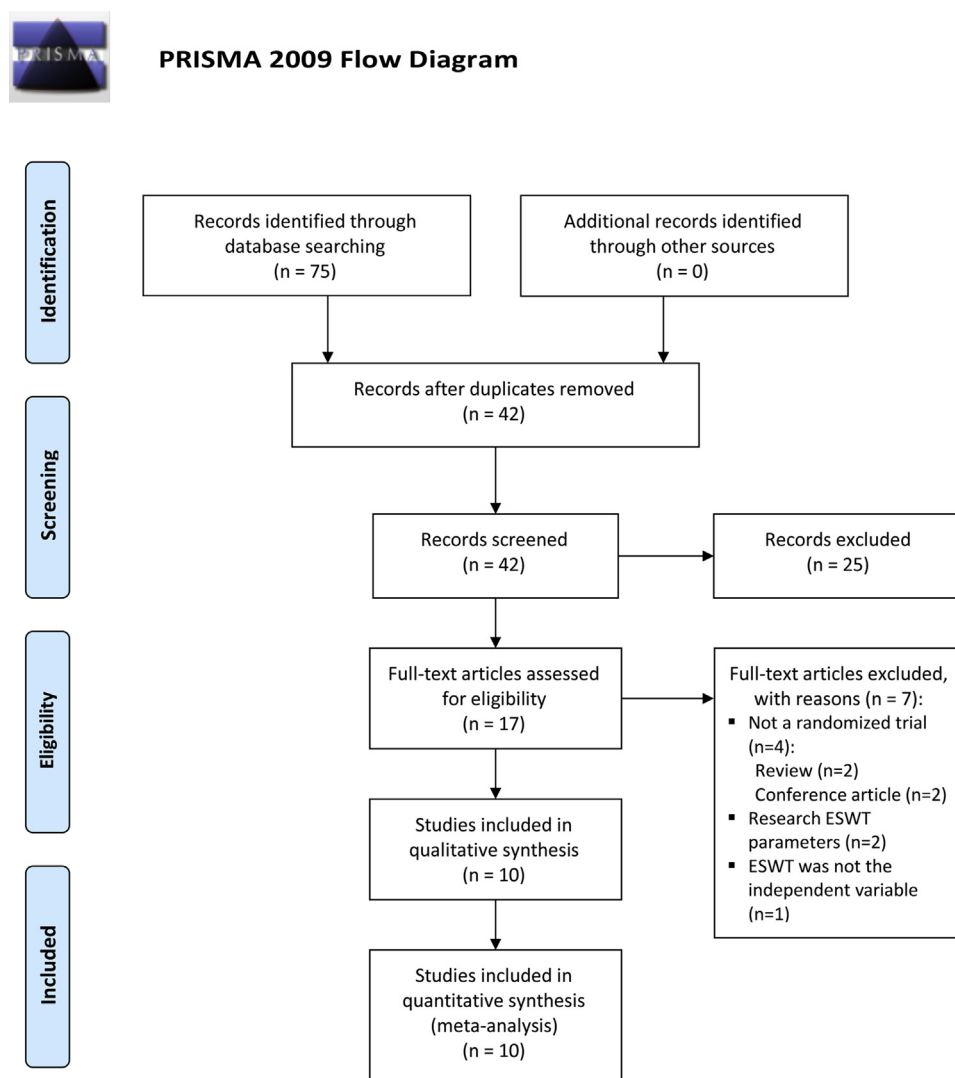 PRISMA
PRISMA 2009 Flow Diagram
Identification
Records identified through
database searching
(n = 75)
Additional records identified
through other sources
(n = 0)
Records after duplicates removed
(n = 42)
Screening
Records screened
(n = 42)
Records excluded
(n = 25)
Eligibility
Full-text articles assessed
for eligibility
(n = 17)
Full-text articles excluded,
with reasons (n = 7):
▪ Not a randomized trial
(n=4):
Review (n=2)
Conference article (n=2)
▪ Research ESWT
parameters (n=2)
▪ ESWT was not the
independent variable
(n=1)
Studies included in
qualitative synthesis
(n = 10)
Included
Studies included in
quantitative synthesis
(meta-analysis)
(n = 10)